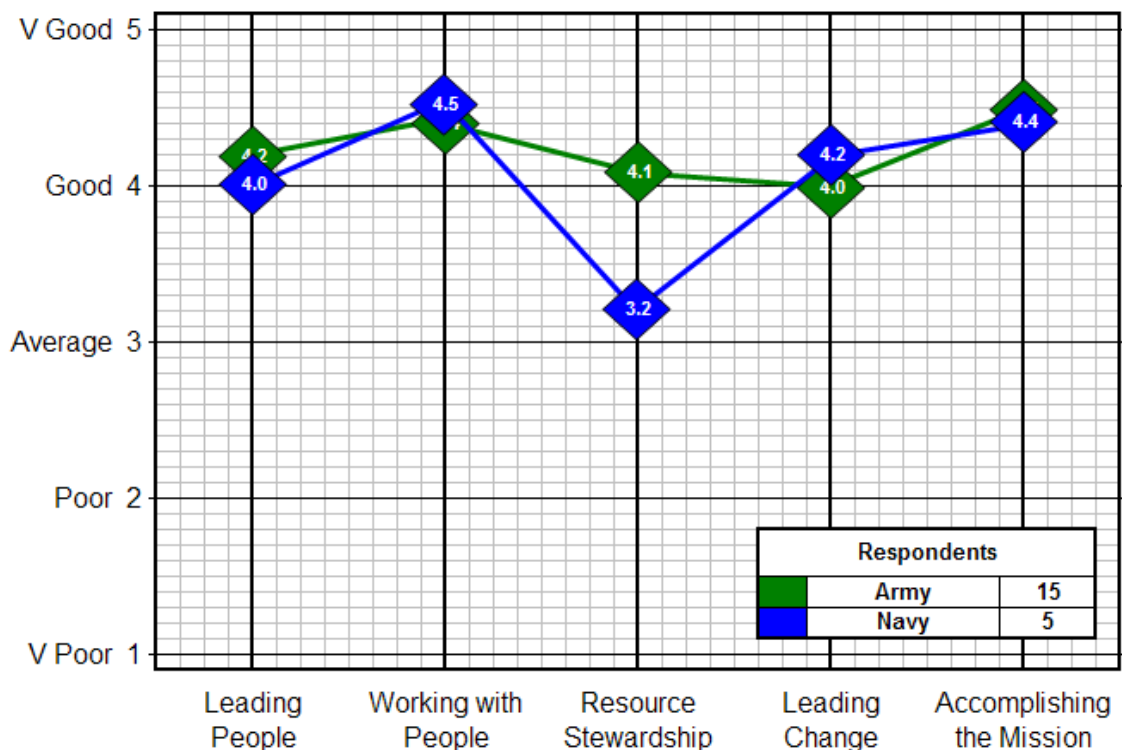 V Good 5
Good 4
Average 3
Poor 2
V Poor 1
4.2
4.0
4.5
4.1
3.2
4.2
4.0
4.4
Respondents
Army 15
Navy 5
Leading People
Working with People
Resource Stewardship
Leading Change
Accomplishing the Mission